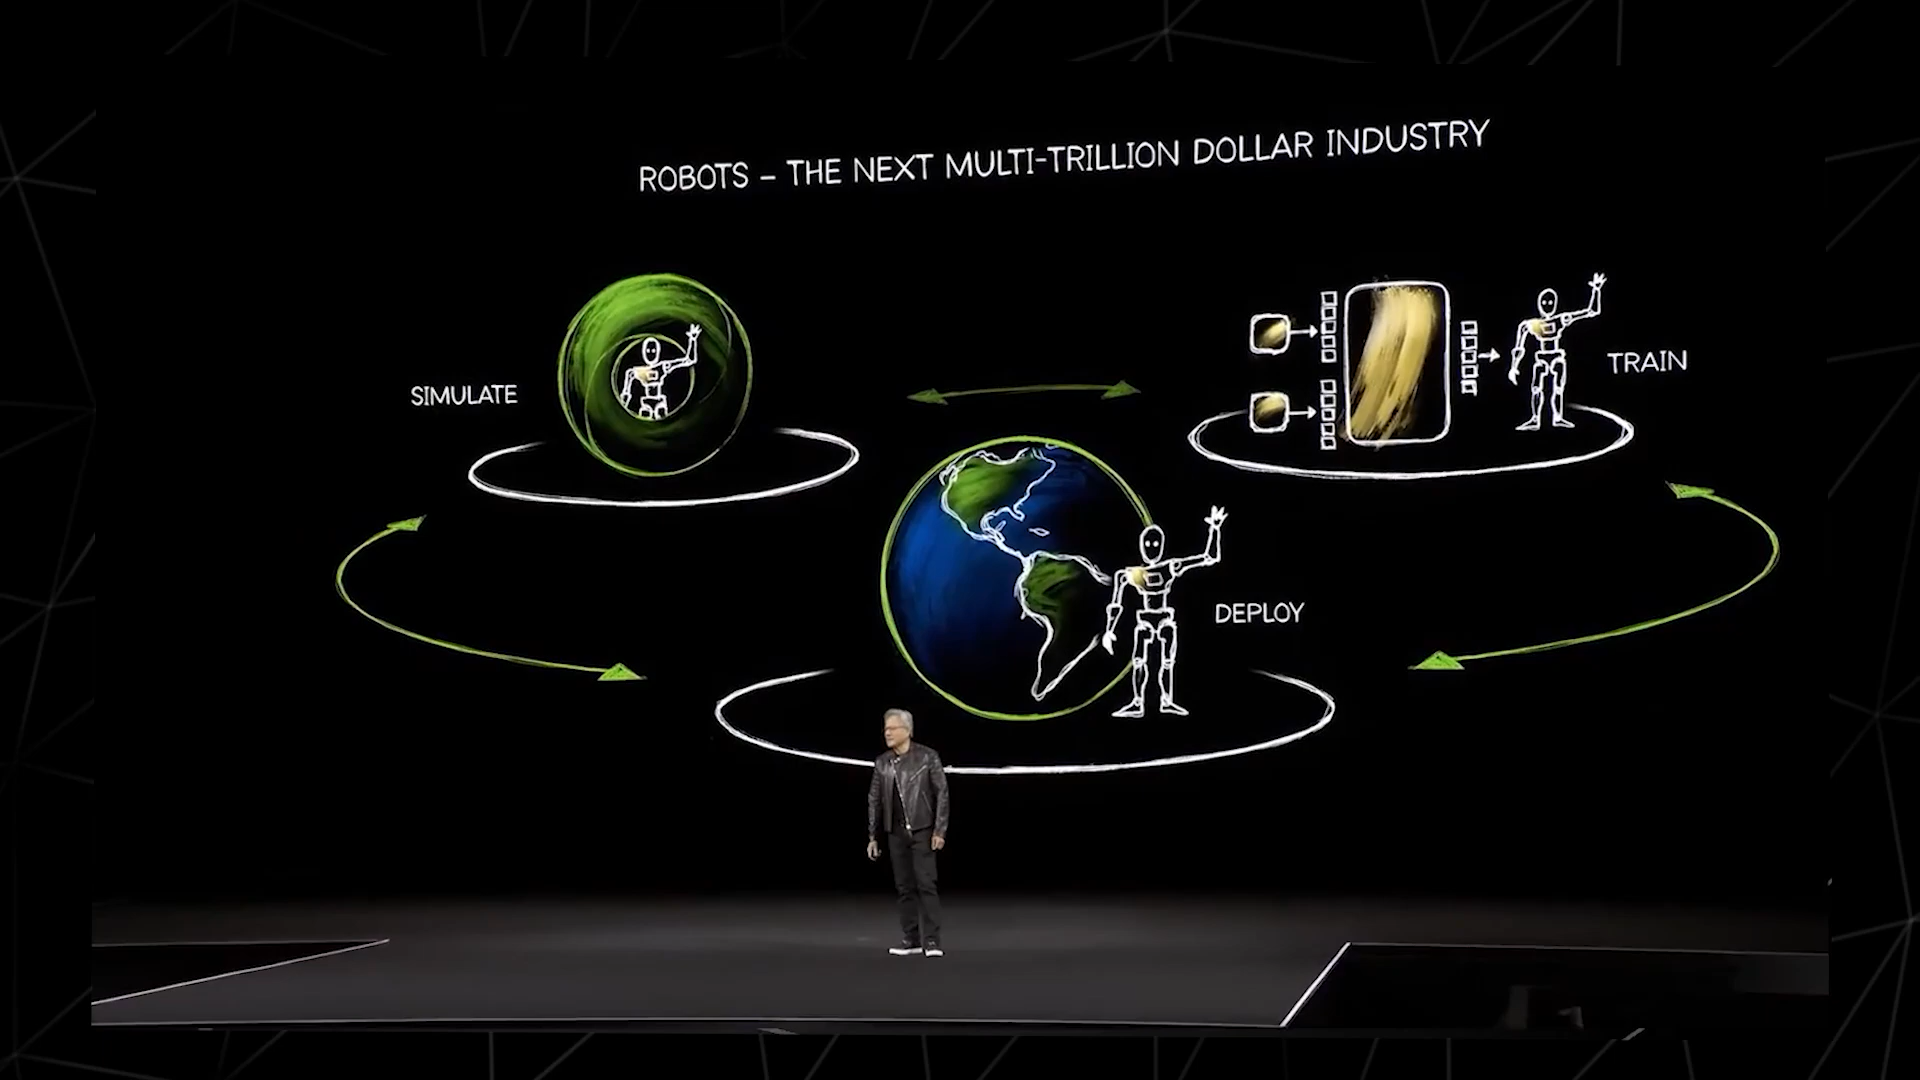 ROBOTS – THE NEXT MULTI-TRILLION DOLLAR INDUSTRY
SIMULATE
TRAIN
DEPLOY